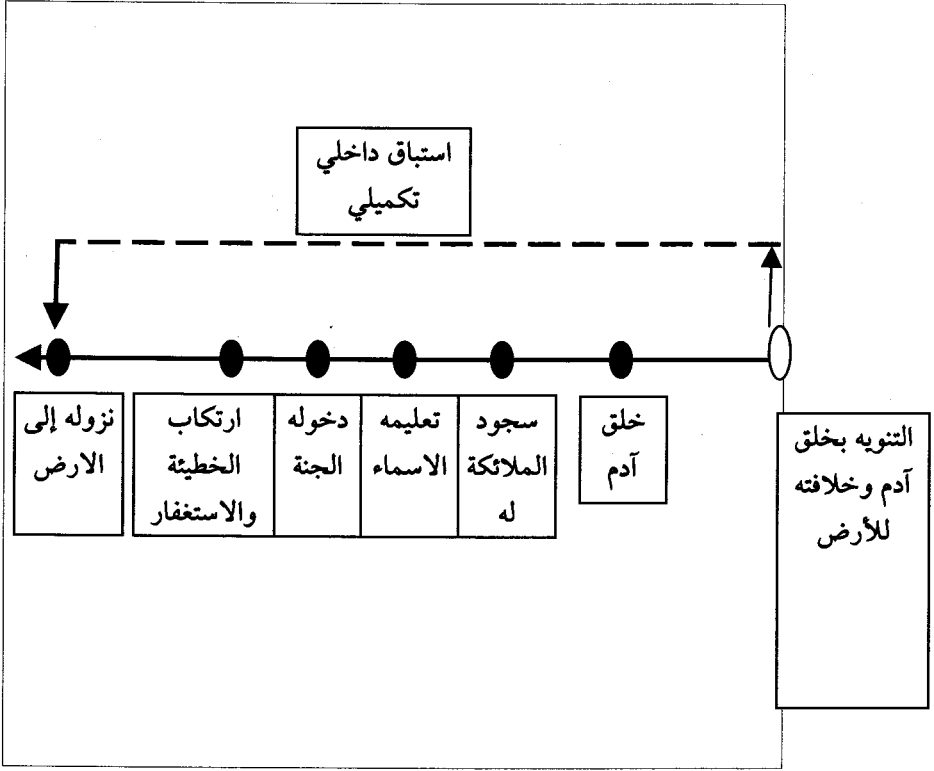 استباق داخلي
تكميلي
التنويه بخلق
آدم وخلافته
للأرض
خلق
آدم
سجود
الملائكة
له
تعليمه
الاسماء
دخوله
الجنة
ارتكاب
الخطيئة
والاستغفار
نزوله إلى
الارض